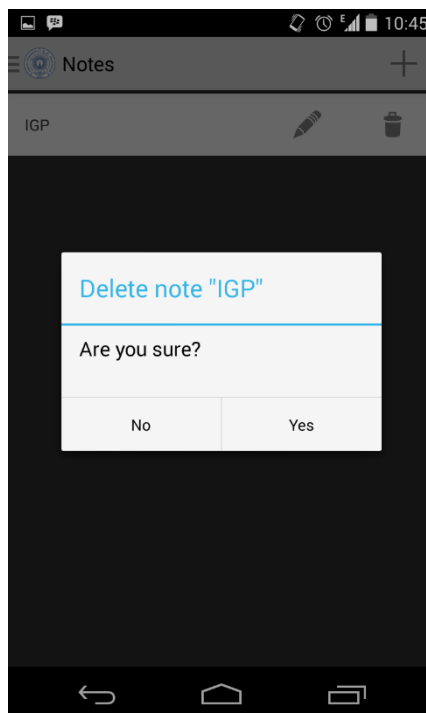 E 10:45
Notes
IGP
Delete note "IGP"
Are you sure?
No Yes